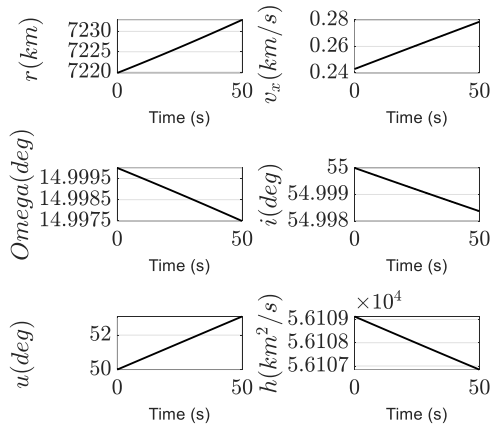 r(km)
7230
7225
7220
0
50
Time (s)
v_x(km/s)
0.28
0.26
0.24
0
50
Time (s)
Omega(deg)
14.9995
14.9985
14.9975
0
50
Time (s)
i(deg)
55
54.999
54.998
0
50
Time (s)
u(deg)
52
50
0
50
Time (s)
h(km^2/s)
×10^4
5.6109
5.6108
5.6107
0
50
Time (s)